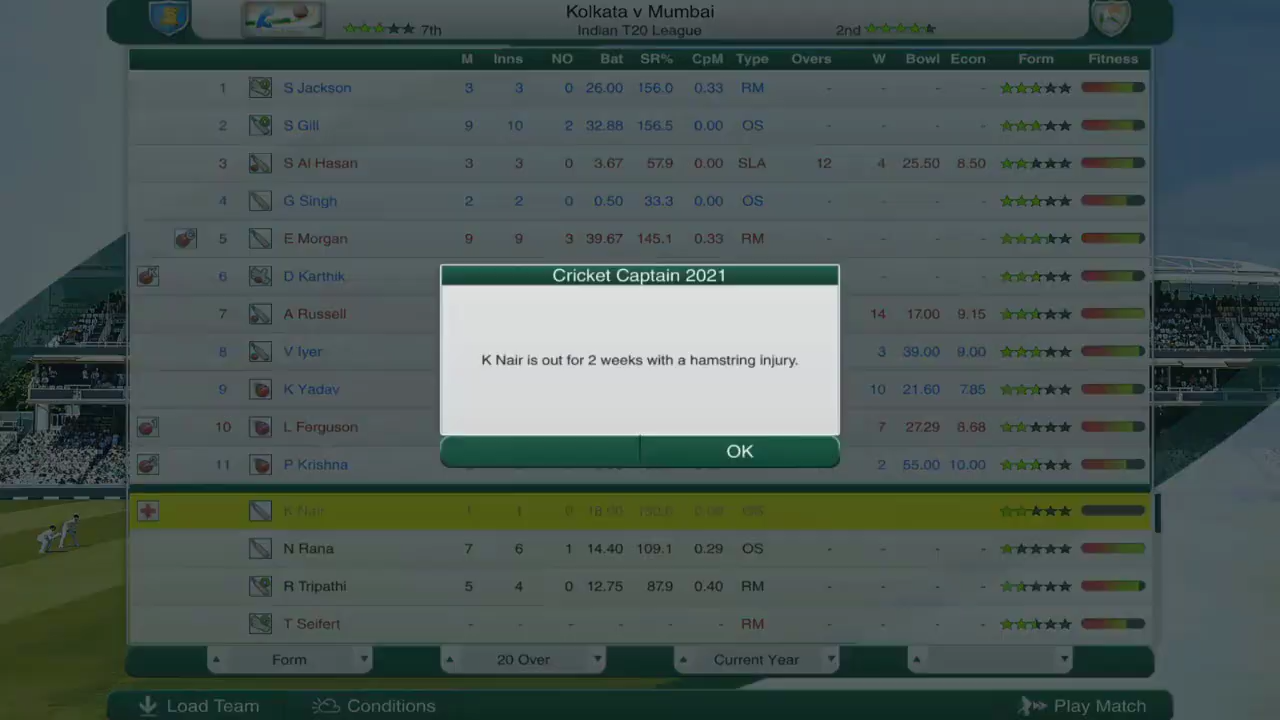 Kolkata v Mumbai
7th Indian T20 League 2nd
M Inns NO Bat SR% CpM Type Overs W Bowl Econ Form Fitness
1 S Jackson 3 3 0 26.00 156.0 0.33 RM - - - -
2 S Gill 9 10 2 32.88 156.5 0.00 OS - - - -
3 S Al Hasan 3 3 0 3.67 57.9 0.00 SLA 12 4 25.50 8.50
4 G Singh 2 2 0 0.50 33.3 0.00 OS - - - -
5 E Morgan 9 9 3 39.67 145.1 0.33 RM - - - -
6 D Karthik - - -
7 A Russell 14 17.00 9.15
8 V Iyer 3 39.00 9.00
9 K Yadav 10 21.60 7.85
10 L Ferguson 7 27.29 8.68
11 P Krishna 2 55.00 10.00
Cricket Captain 2021
K Nair is out for 2 weeks with a hamstring injury.
OK
K Nair 1 1 0
N Rana 7 6 1 14.40 109.1 0.29 OS - - - -
R Tripathi 5 4 0 12.75 87.9 0.40 RM - - - -
T Seifert - - - - - - RM - - - -
Form 20 Over Current Year
Load Team Conditions Play Match